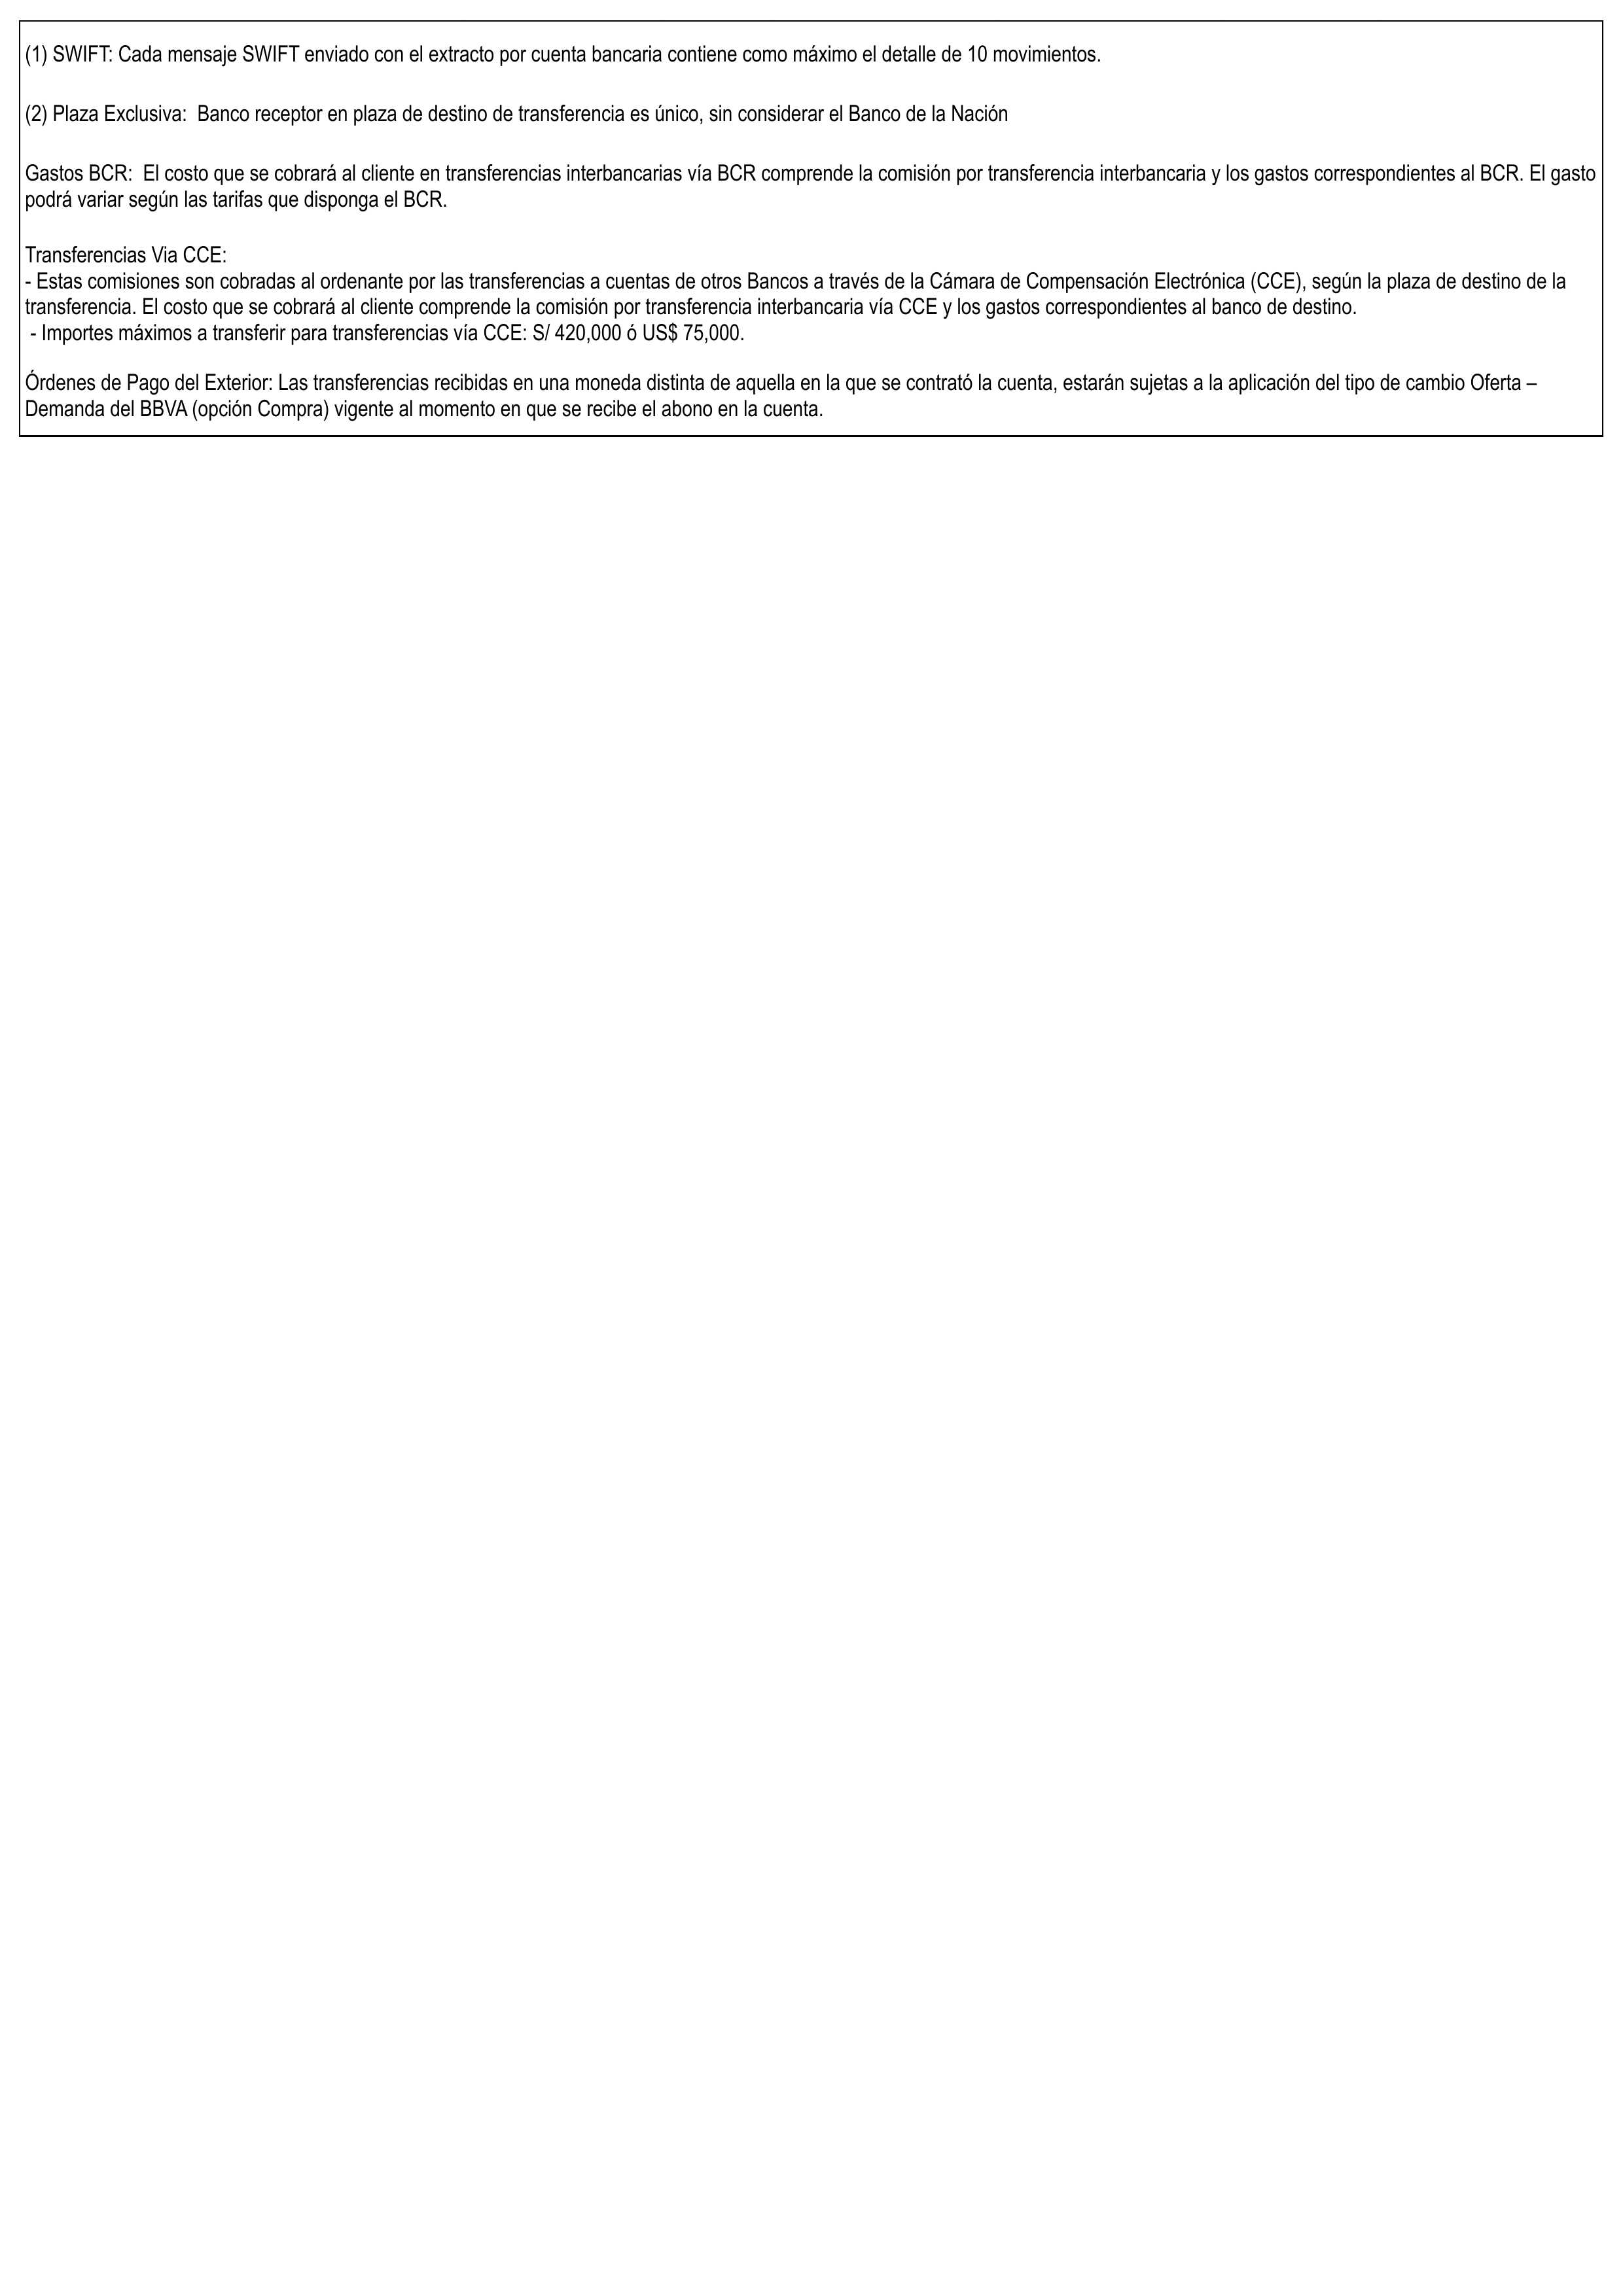 (1) SWIFT: Cada mensaje SWIFT enviado con el extracto por cuenta bancaria contiene como máximo el detalle de 10 movimientos.
(2) Plaza Exclusiva:  Banco receptor en plaza de destino de transferencia es único, sin considerar el Banco de la Nación
Gastos BCR:  El costo que se cobrará al cliente en transferencias interbancarias vía BCR comprende la comisión por transferencia interbancaria y los gastos correspondientes al BCR. El gasto
podrá variar según las tarifas que disponga el BCR.
Transferencias Via CCE:
- Estas comisiones son cobradas al ordenante por las transferencias a cuentas de otros Bancos a través de la Cámara de Compensación Electrónica (CCE), según la plaza de destino de la
transferencia. El costo que se cobrará al cliente comprende la comisión por transferencia interbancaria vía CCE y los gastos correspondientes al banco de destino.
- Importes máximos a transferir para transferencias vía CCE: S/ 420,000 ó US$ 75,000.
Órdenes de Pago del Exterior: Las transferencias recibidas en una moneda distinta de aquella en la que se contrató la cuenta, estarán sujetas a la aplicación del tipo de cambio Oferta –
Demanda del BBVA (opción Compra) vigente al momento en que se recibe el abono en la cuenta.